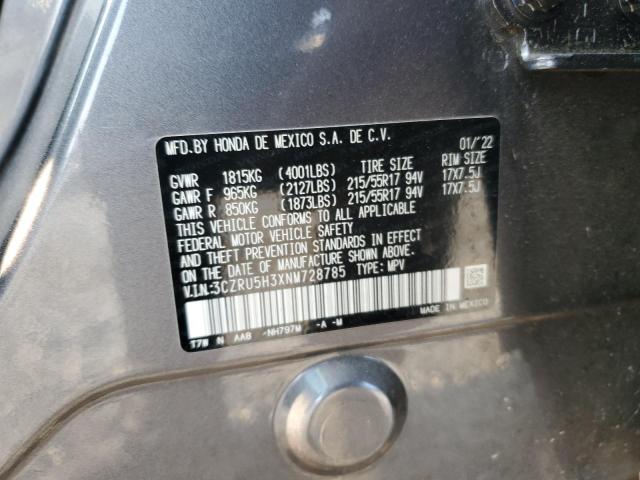 MFD.BY HONDA DE MEXICO S.A. DE C.V. 01/'22
GVWR 1815KG (4001LBS) TIRE SIZE RIM SIZE
GAWR F 965KG (2127LBS) 215/55R17 94V 17X7.5J
GAWR R 850KG (1873LBS) 215/55R17 94V 17X7.5J
THIS VEHICLE CONFORMS TO ALL APPLICABLE
FEDERAL MOTOR VEHICLE SAFETY
AND THEFT PREVENTION STANDARDS IN EFFECT
ON THE DATE OF MANUFACTURE SHOWN ABOVE.
V.I.N.:3CZRU5H3XNM728785 TYPE: MPV
MADE IN MEXICO
T7W N AAB -NH797M -A -M